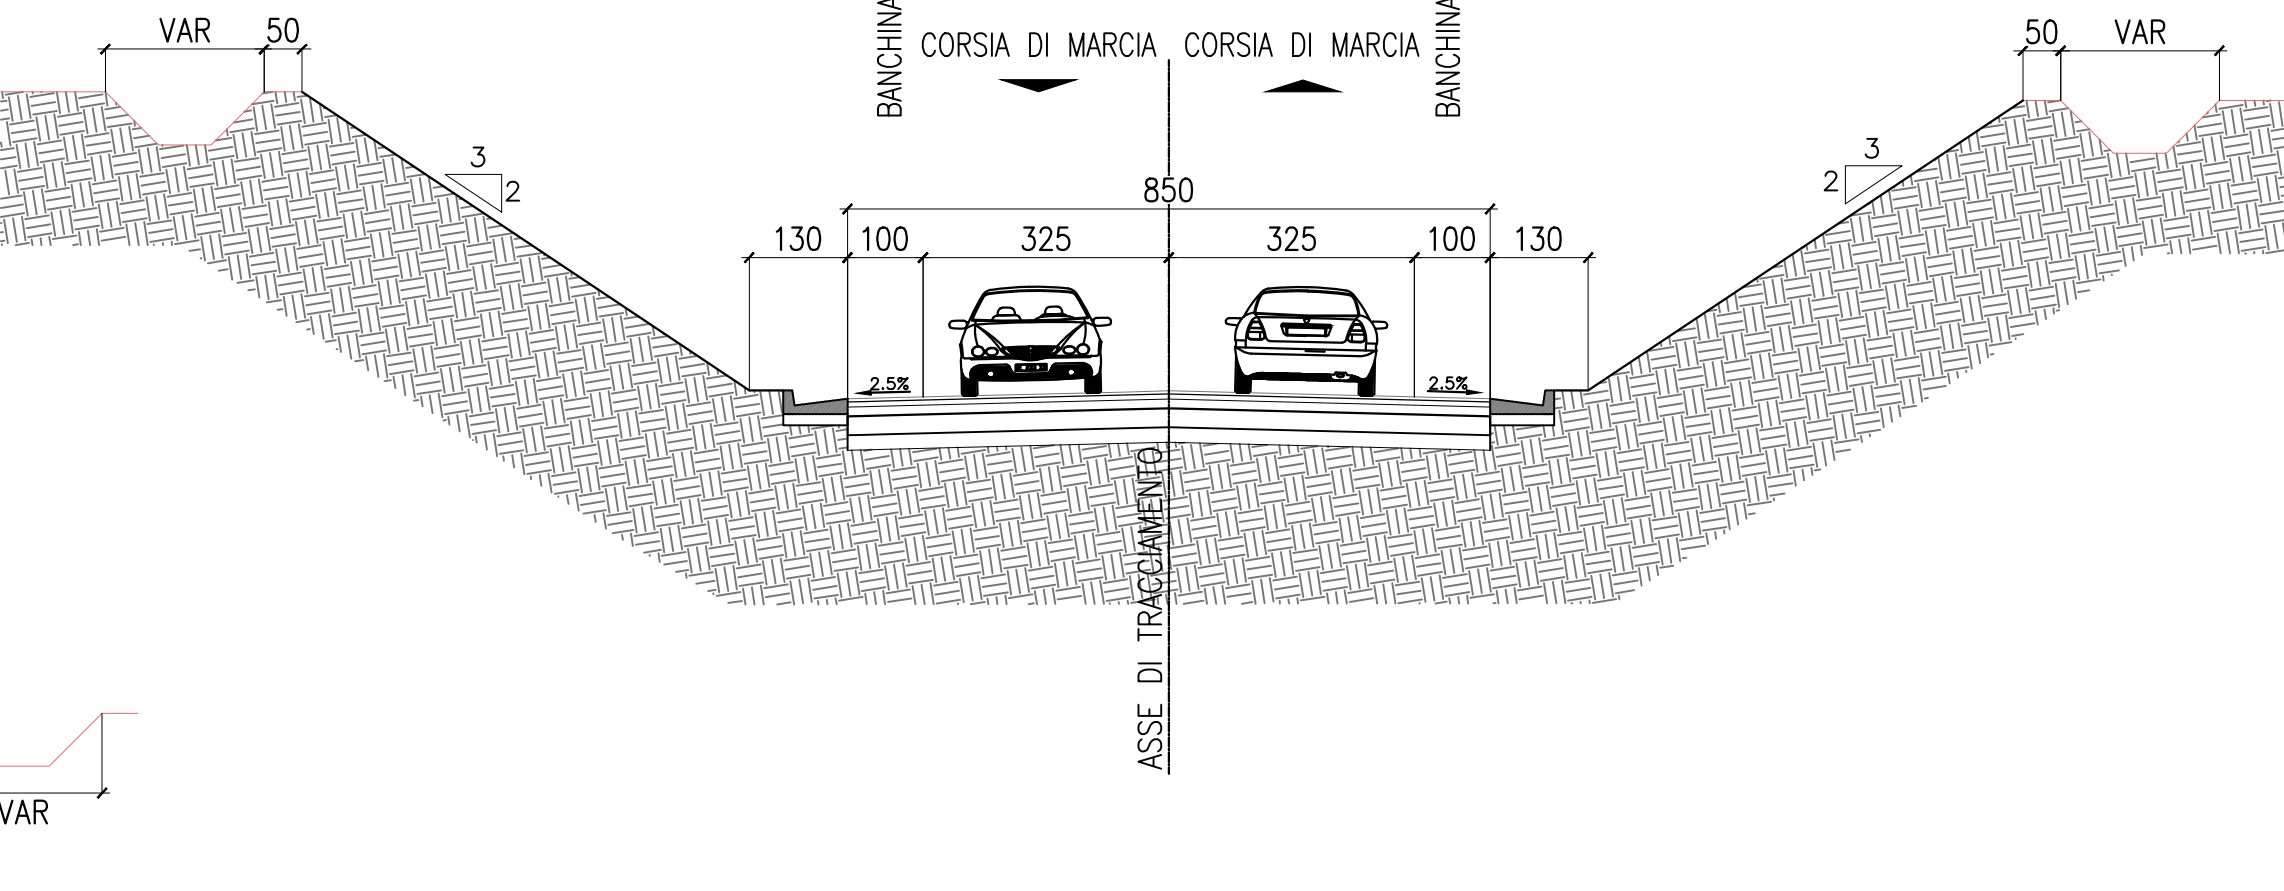 VAR 50
BANCHINA
CORSIA DI MARCIA
CORSIA DI MARCIA
BANCHINA
50 VAR
3
2
3
2
850
130 100 325 325 100 130
2.5%
2.5%
ASSE DI TRACCIAMENTO
VAR